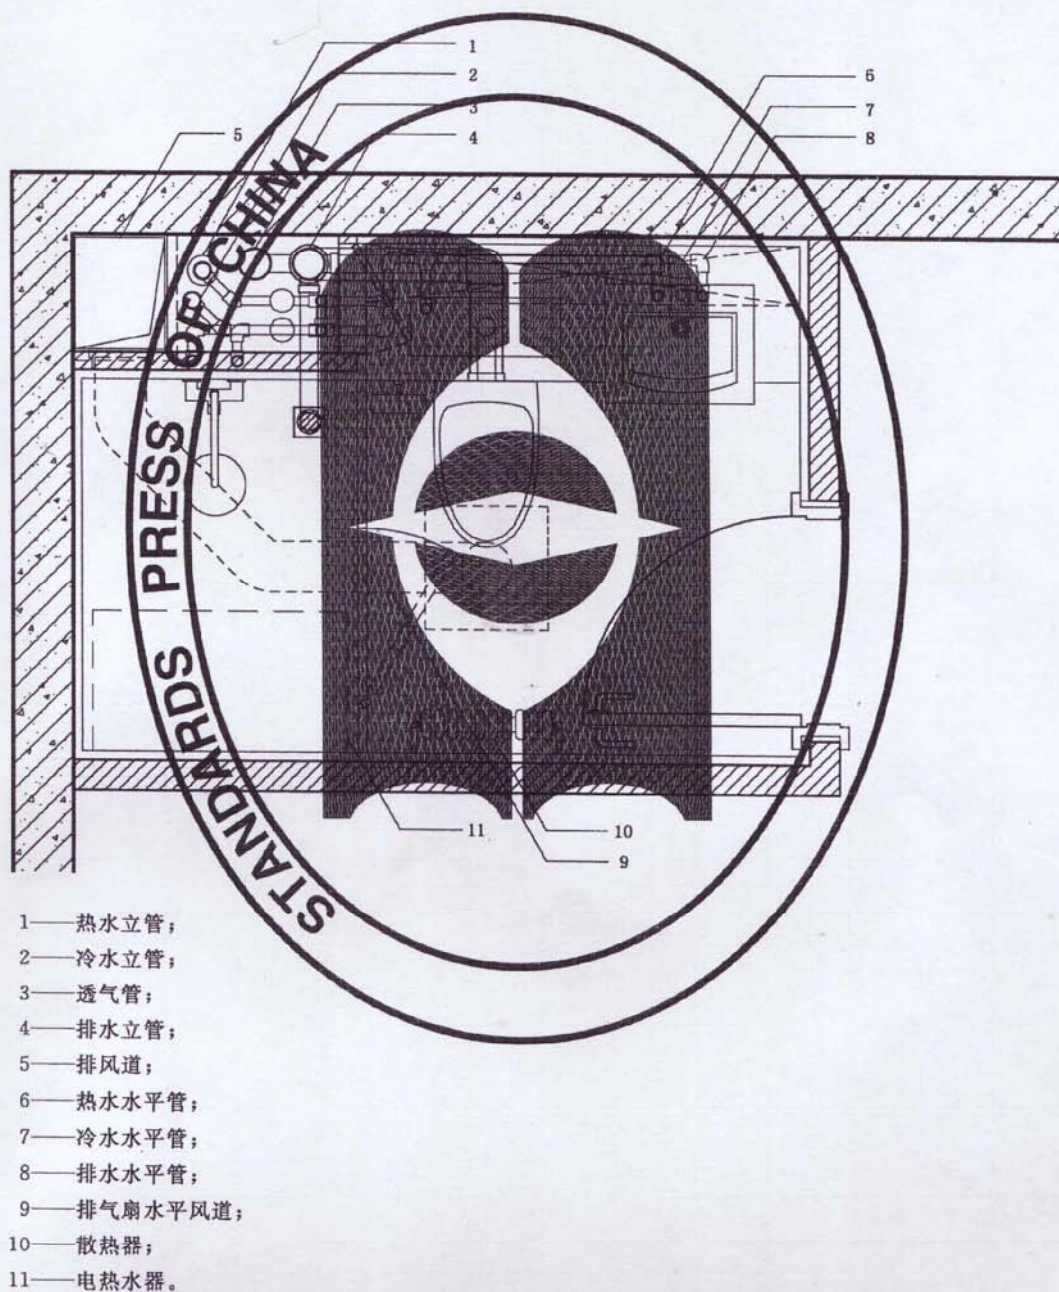 1
2
3
4
5
6
7
8
STANDARDS PRESS OF CHINA
11
10
9
1——热水立管;
2——冷水立管;
3——透气管;
4——排水立管;
5——排风道;
6——热水水平管;
7——冷水水平管;
8——排水水平管;
9——排气扇水平风道;
10——散热器;
11——电热水器。